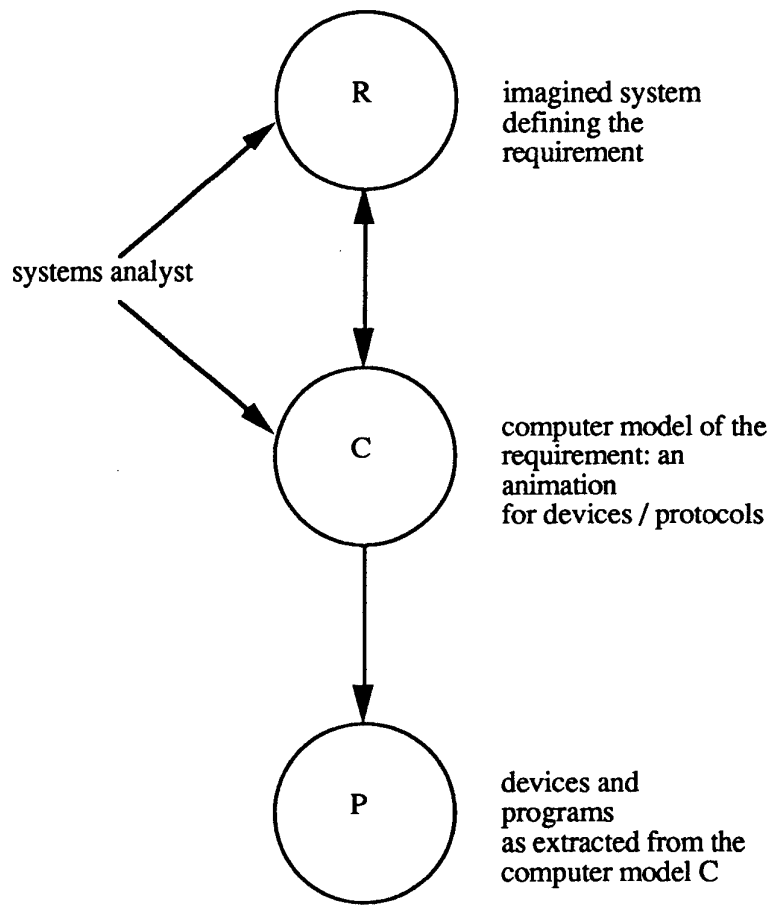 R
imagined system
defining the
requirement
systems analyst
C
computer model of the
requirement: an
animation
for devices / protocols
P
devices and
programs
as extracted from the
computer model C